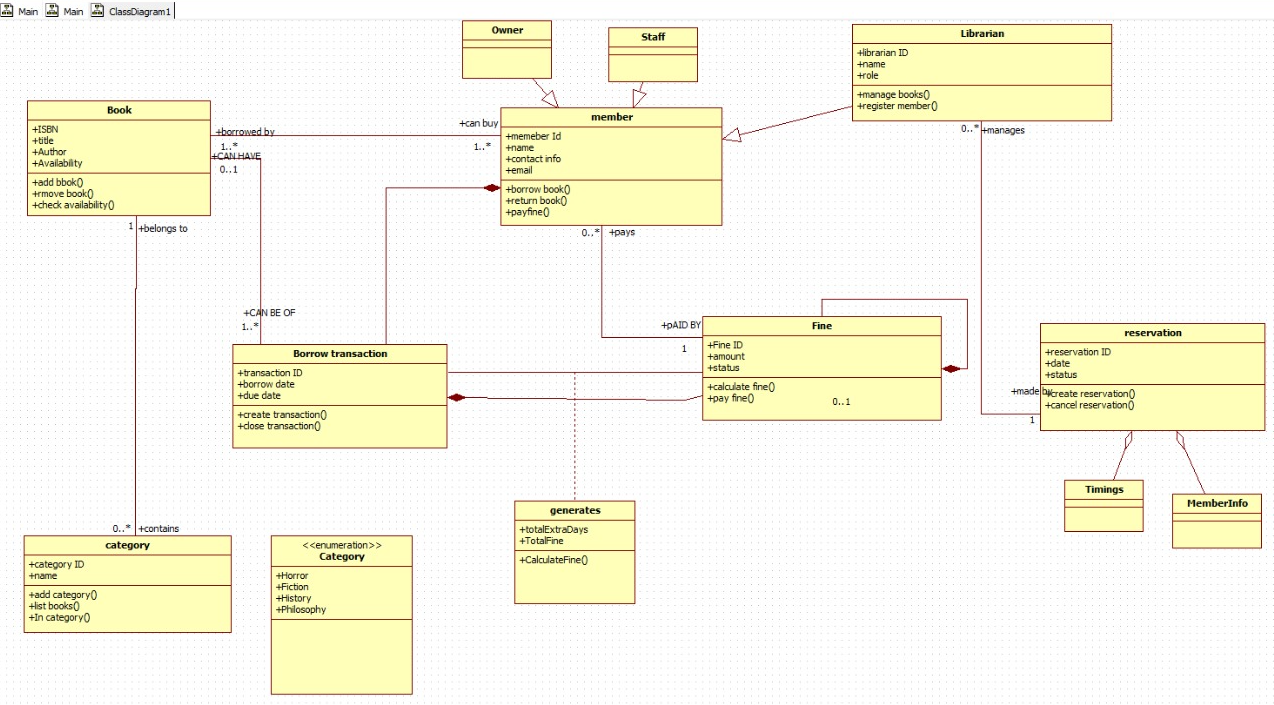 Main Main ClassDiagram1
Owner
Staff
Librarian
+librarian ID
+name
+role
+manage books()
+register member()
0..* +manages
Book
+ISBN
+title
+Author
+Availability
+add bbok()
+rmove book()
+check availability()
+borrowed by
1..*
+CAN HAVE
0..1
+can buy
1..*
member
+memeber Id
+name
+contact info
+email
+borrow book()
+return book()
+payfine()
0..* +pays
1 +belongs to
+CAN BE OF
1..*
+pAID BY
1
Borrow transaction
+transaction ID
+borrow date
+due date
+create transaction()
+close transaction()
Fine
+Fine ID
+amount
+status
+calculate fine()
+pay fine()
0..1
reservation
+reservation ID
+date
+status
+create reservation()
+cancel reservation()
+made by
1
Timings
MemberInfo
generates
+totalExtraDays
+TotalFine
+CalculateFine()
0..* +contains
category
+category ID
+name
+add category()
+list books()
+In category()
<<enumeration>>
Category
+Horror
+Fiction
+History
+Philosophy